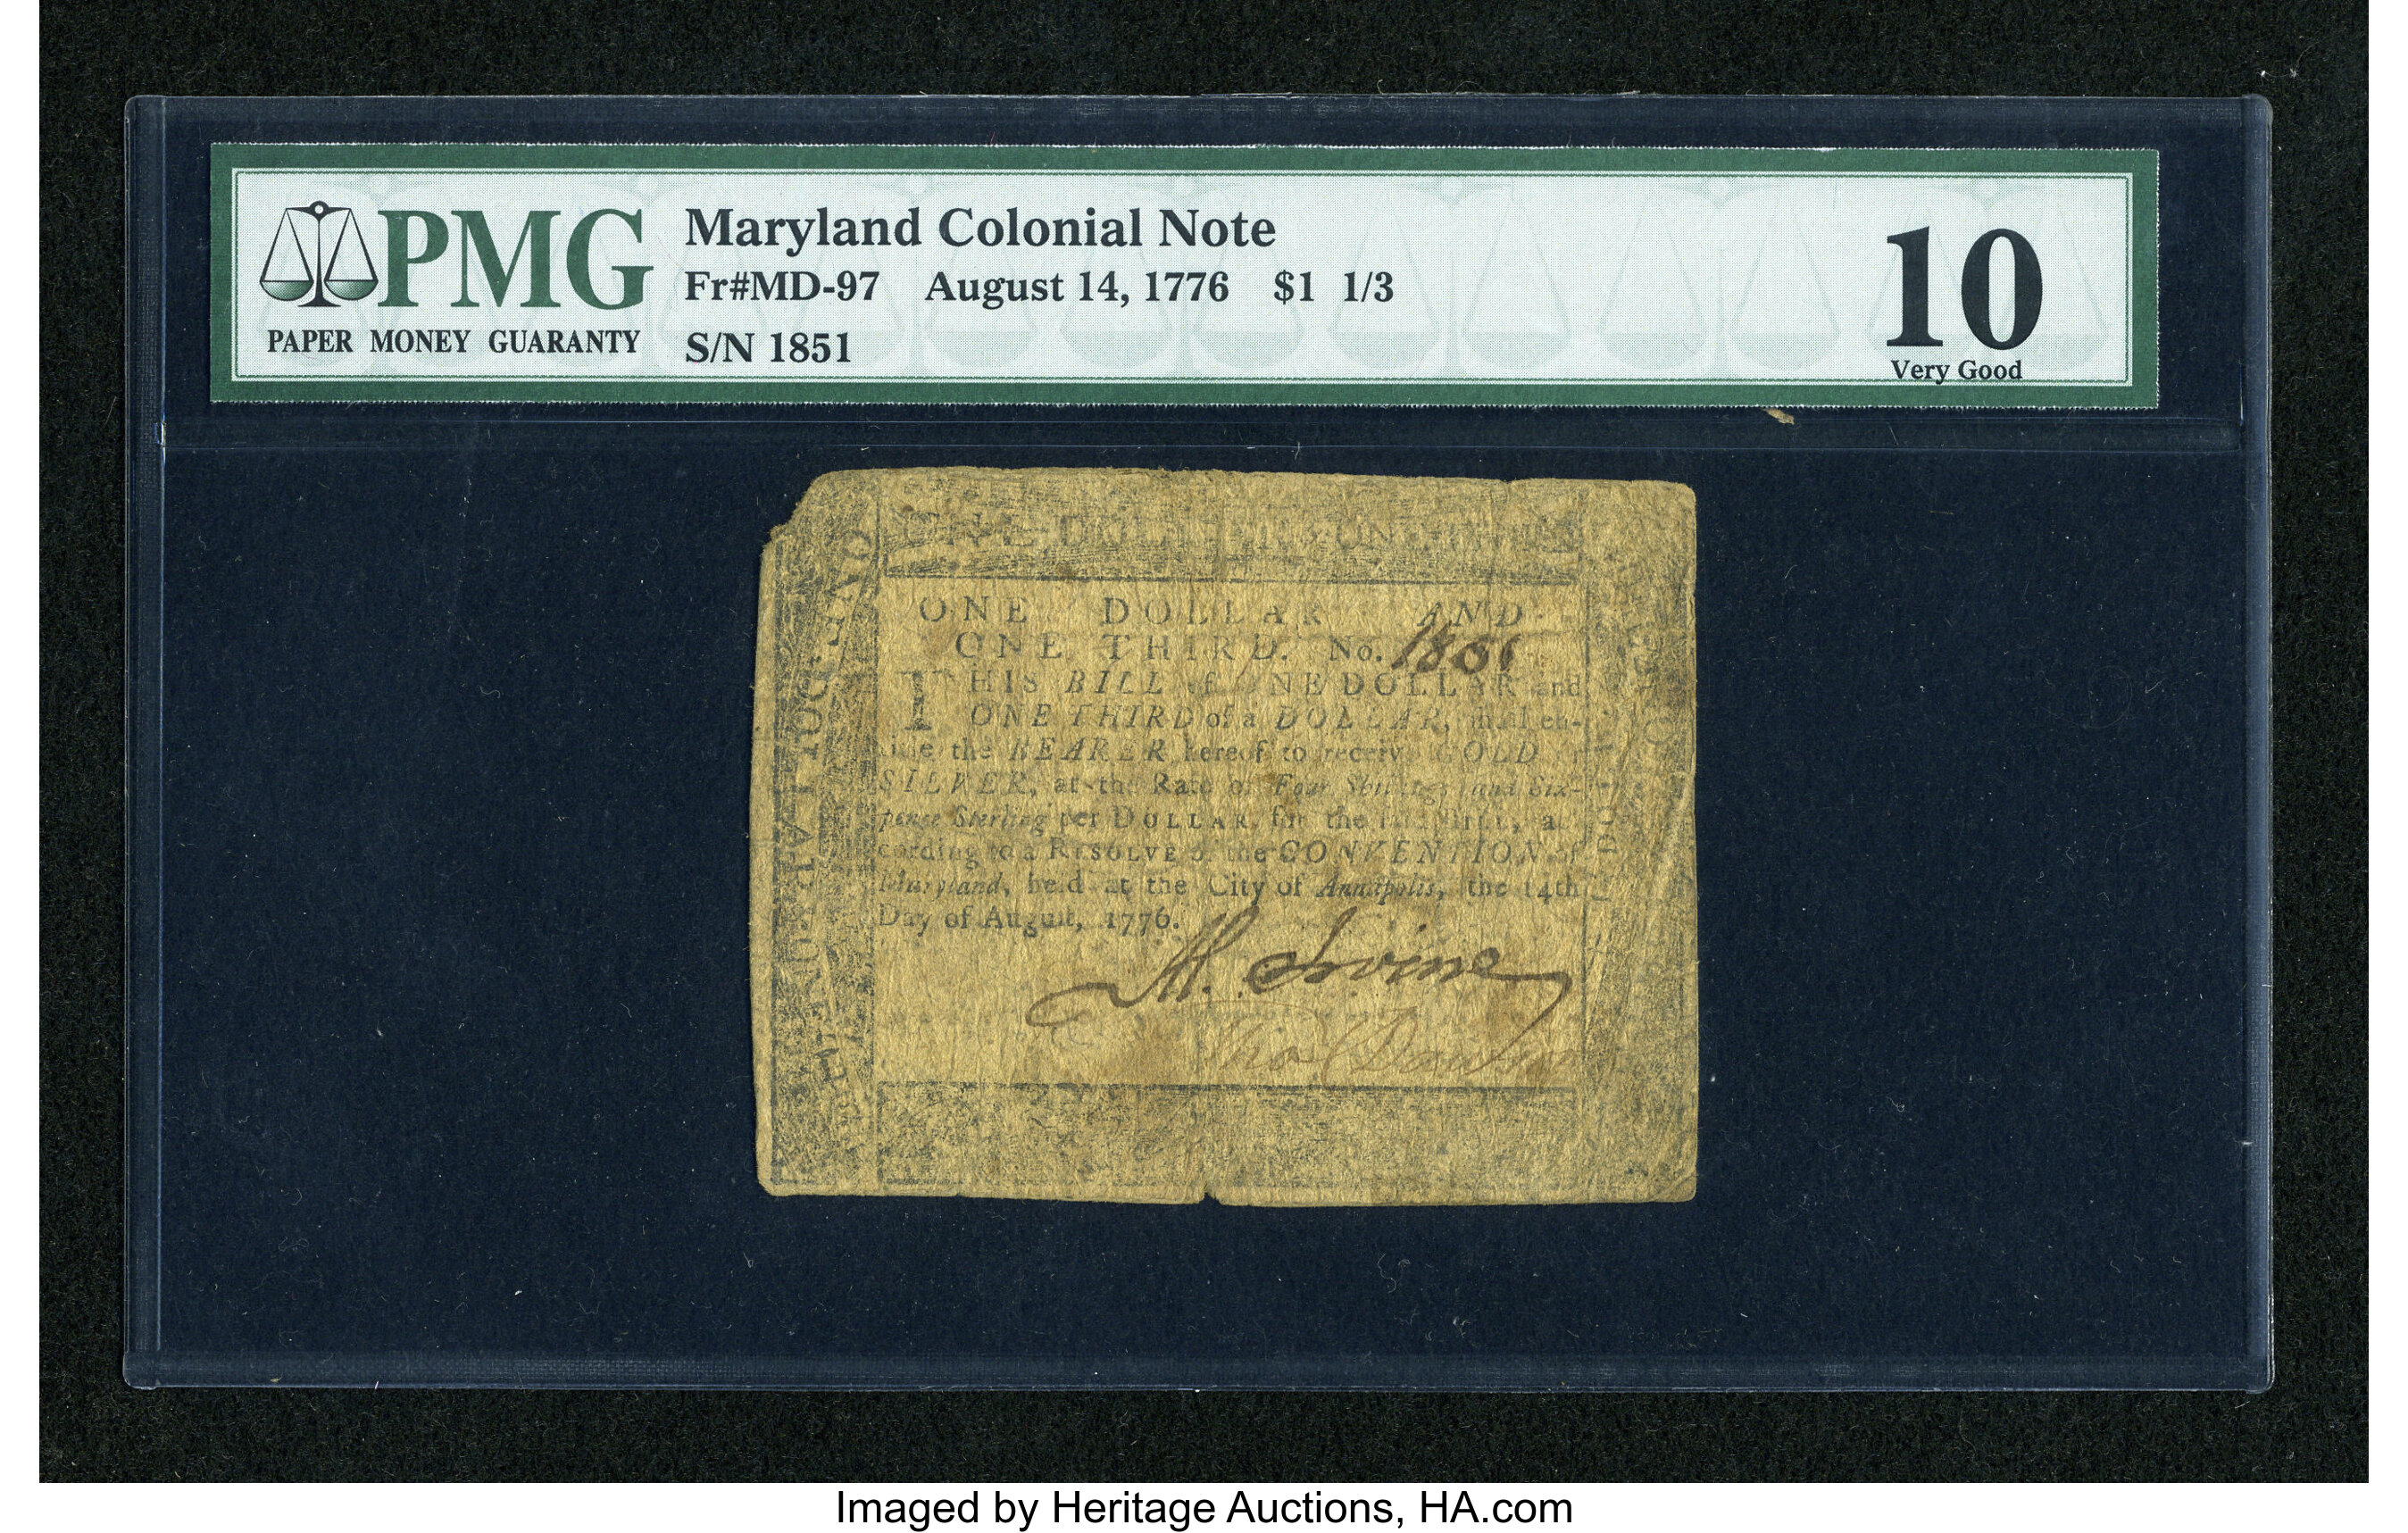 PMG
PAPER MONEY GUARANTY
Maryland Colonial Note
Fr#MD-97 August 14, 1776 $1 1/3
S/N 1851
10
Very Good
ONE DOLLAR AND
ONE THIRD. No. 1851
THIS BILL of ONE DOLLAR and
ONE THIRD of a DOLLAR, shall en-
title the BEARER hereof to receive GOLD or
SILVER, at the Rate of Four Shillings and Six-
pence Sterling per DOLLAR for the said BILL, ac-
cording to a RESOLVE of the CONVENTION of
Maryland, held at the City of Annapolis, the 14th
Day of August, 1776.
Imaged by Heritage Auctions, HA.com